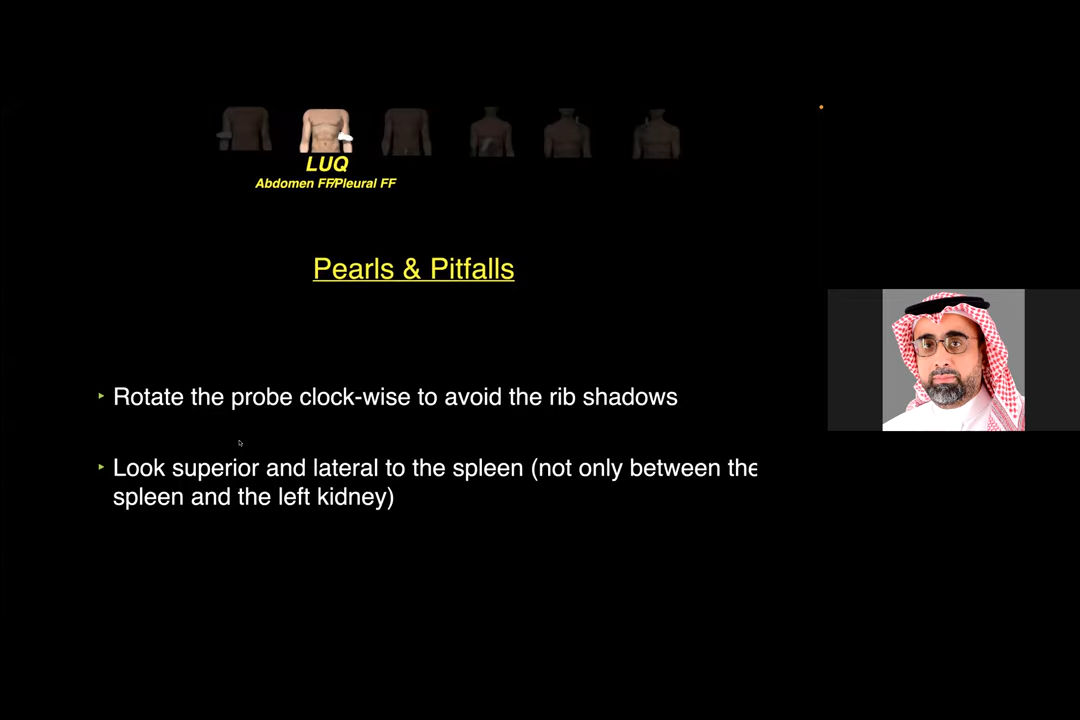 LUQ
Abdomen FF/Pleural FF
Pearls & Pitfalls
‣ Rotate the probe clock-wise to avoid the rib shadows
‣ Look superior and lateral to the spleen (not only between the
spleen and the left kidney)